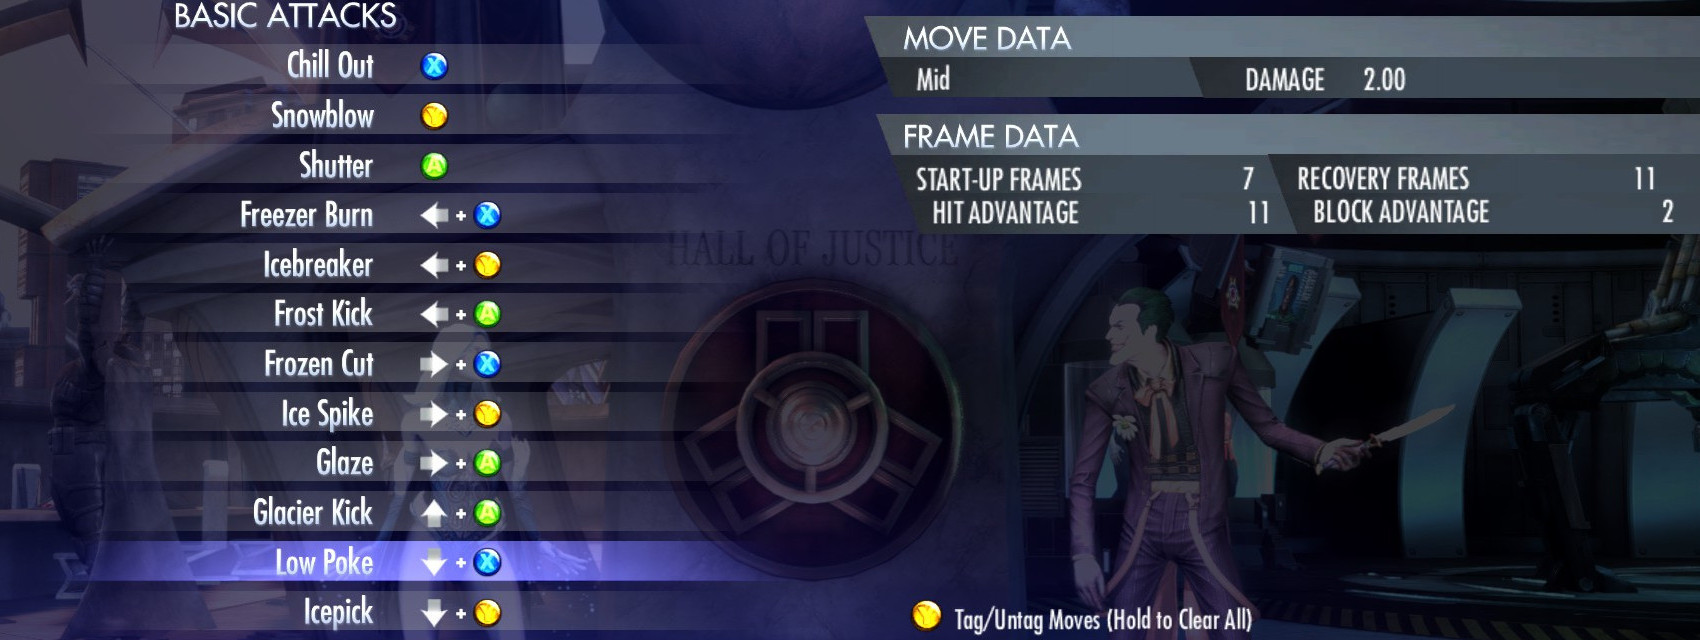 BASIC ATTACKS
Chill Out X
Snowblow Y
Shutter A
Freezer Burn + X
Icebreaker + Y
Frost Kick + A
Frozen Cut + X
Ice Spike + Y
Glaze + A
Glacier Kick + A
Low Poke + X
Icepick + Y
MOVE DATA
Mid DAMAGE 2.00
FRAME DATA
START-UP FRAMES 7 RECOVERY FRAMES 11
HIT ADVANTAGE 11 BLOCK ADVANTAGE 2
HALL OF JUSTICE
Y Tag/Untag Moves (Hold to Clear All)